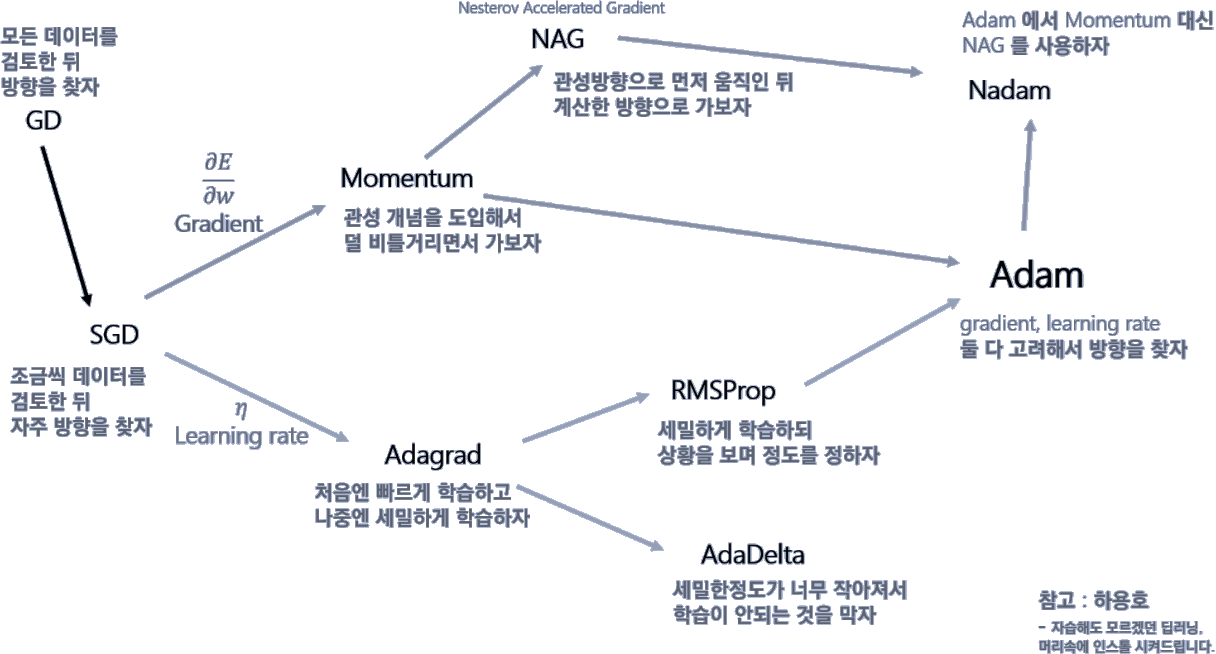 모든 데이터를
검토한 뒤
방향을 찾자
GD
Nesterov Accelerated Gradient
NAG
관성방향으로 먼저 움직인 뒤
계산한 방향으로 가보자
Adam 에서 Momentum 대신
NAG 를 사용하자
Nadam
∂E
∂w
Gradient
Momentum
관성 개념을 도입해서
덜 비틀거리면서 가보자
Adam
gradient, learning rate
둘 다 고려해서 방향을 찾자
SGD
조금씩 데이터를
검토한 뒤
자주 방향을 찾자
η
Learning rate
Adagrad
처음엔 빠르게 학습하고
나중엔 세밀하게 학습하자
RMSProp
세밀하게 학습하되
상황을 보며 정도를 정하자
AdaDelta
세밀한정도가 너무 작아져서
학습이 안되는 것을 막자
참고 : 하용호
- 자습해도 모르겠던 딥러닝,
머리속에 인스톨 시켜드립니다.